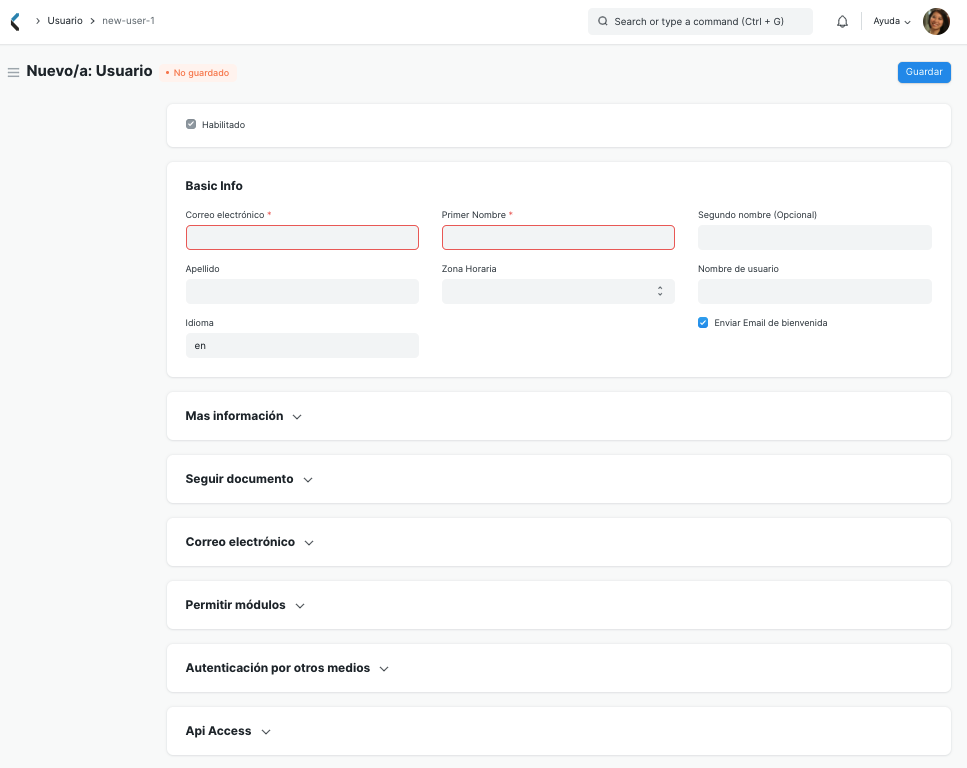 Usuario new-user-1 Search or type a command (Ctrl + G) Ayuda
Nuevo/a: Usuario No guardado Guardar
Habilitado
Basic Info
Correo electrónico * Primer Nombre * Segundo nombre (Opcional)
Apellido Zona Horaria Nombre de usuario
Idioma Enviar Email de bienvenida
en
Mas información
Seguir documento
Correo electrónico
Permitir módulos
Autenticación por otros medios
Api Access